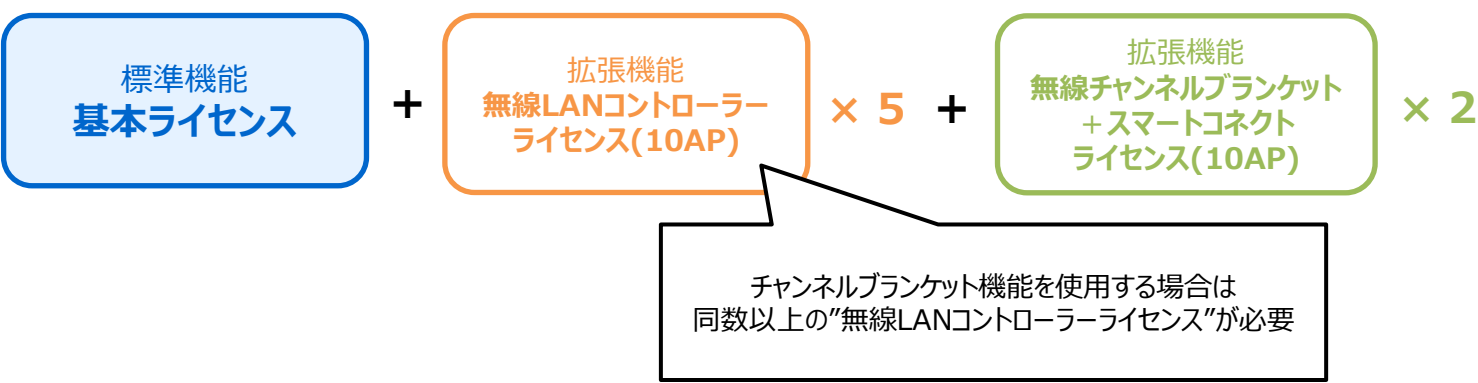 標準機能
基本ライセンス
+
拡張機能
無線LANコントローラー
ライセンス(10AP)
× 5
+
拡張機能
無線チャンネルブランケット
＋スマートコネクト
ライセンス(10AP)
× 2
チャンネルブランケット機能を使用する場合は
同数以上の”無線LANコントローラーライセンス”が必要